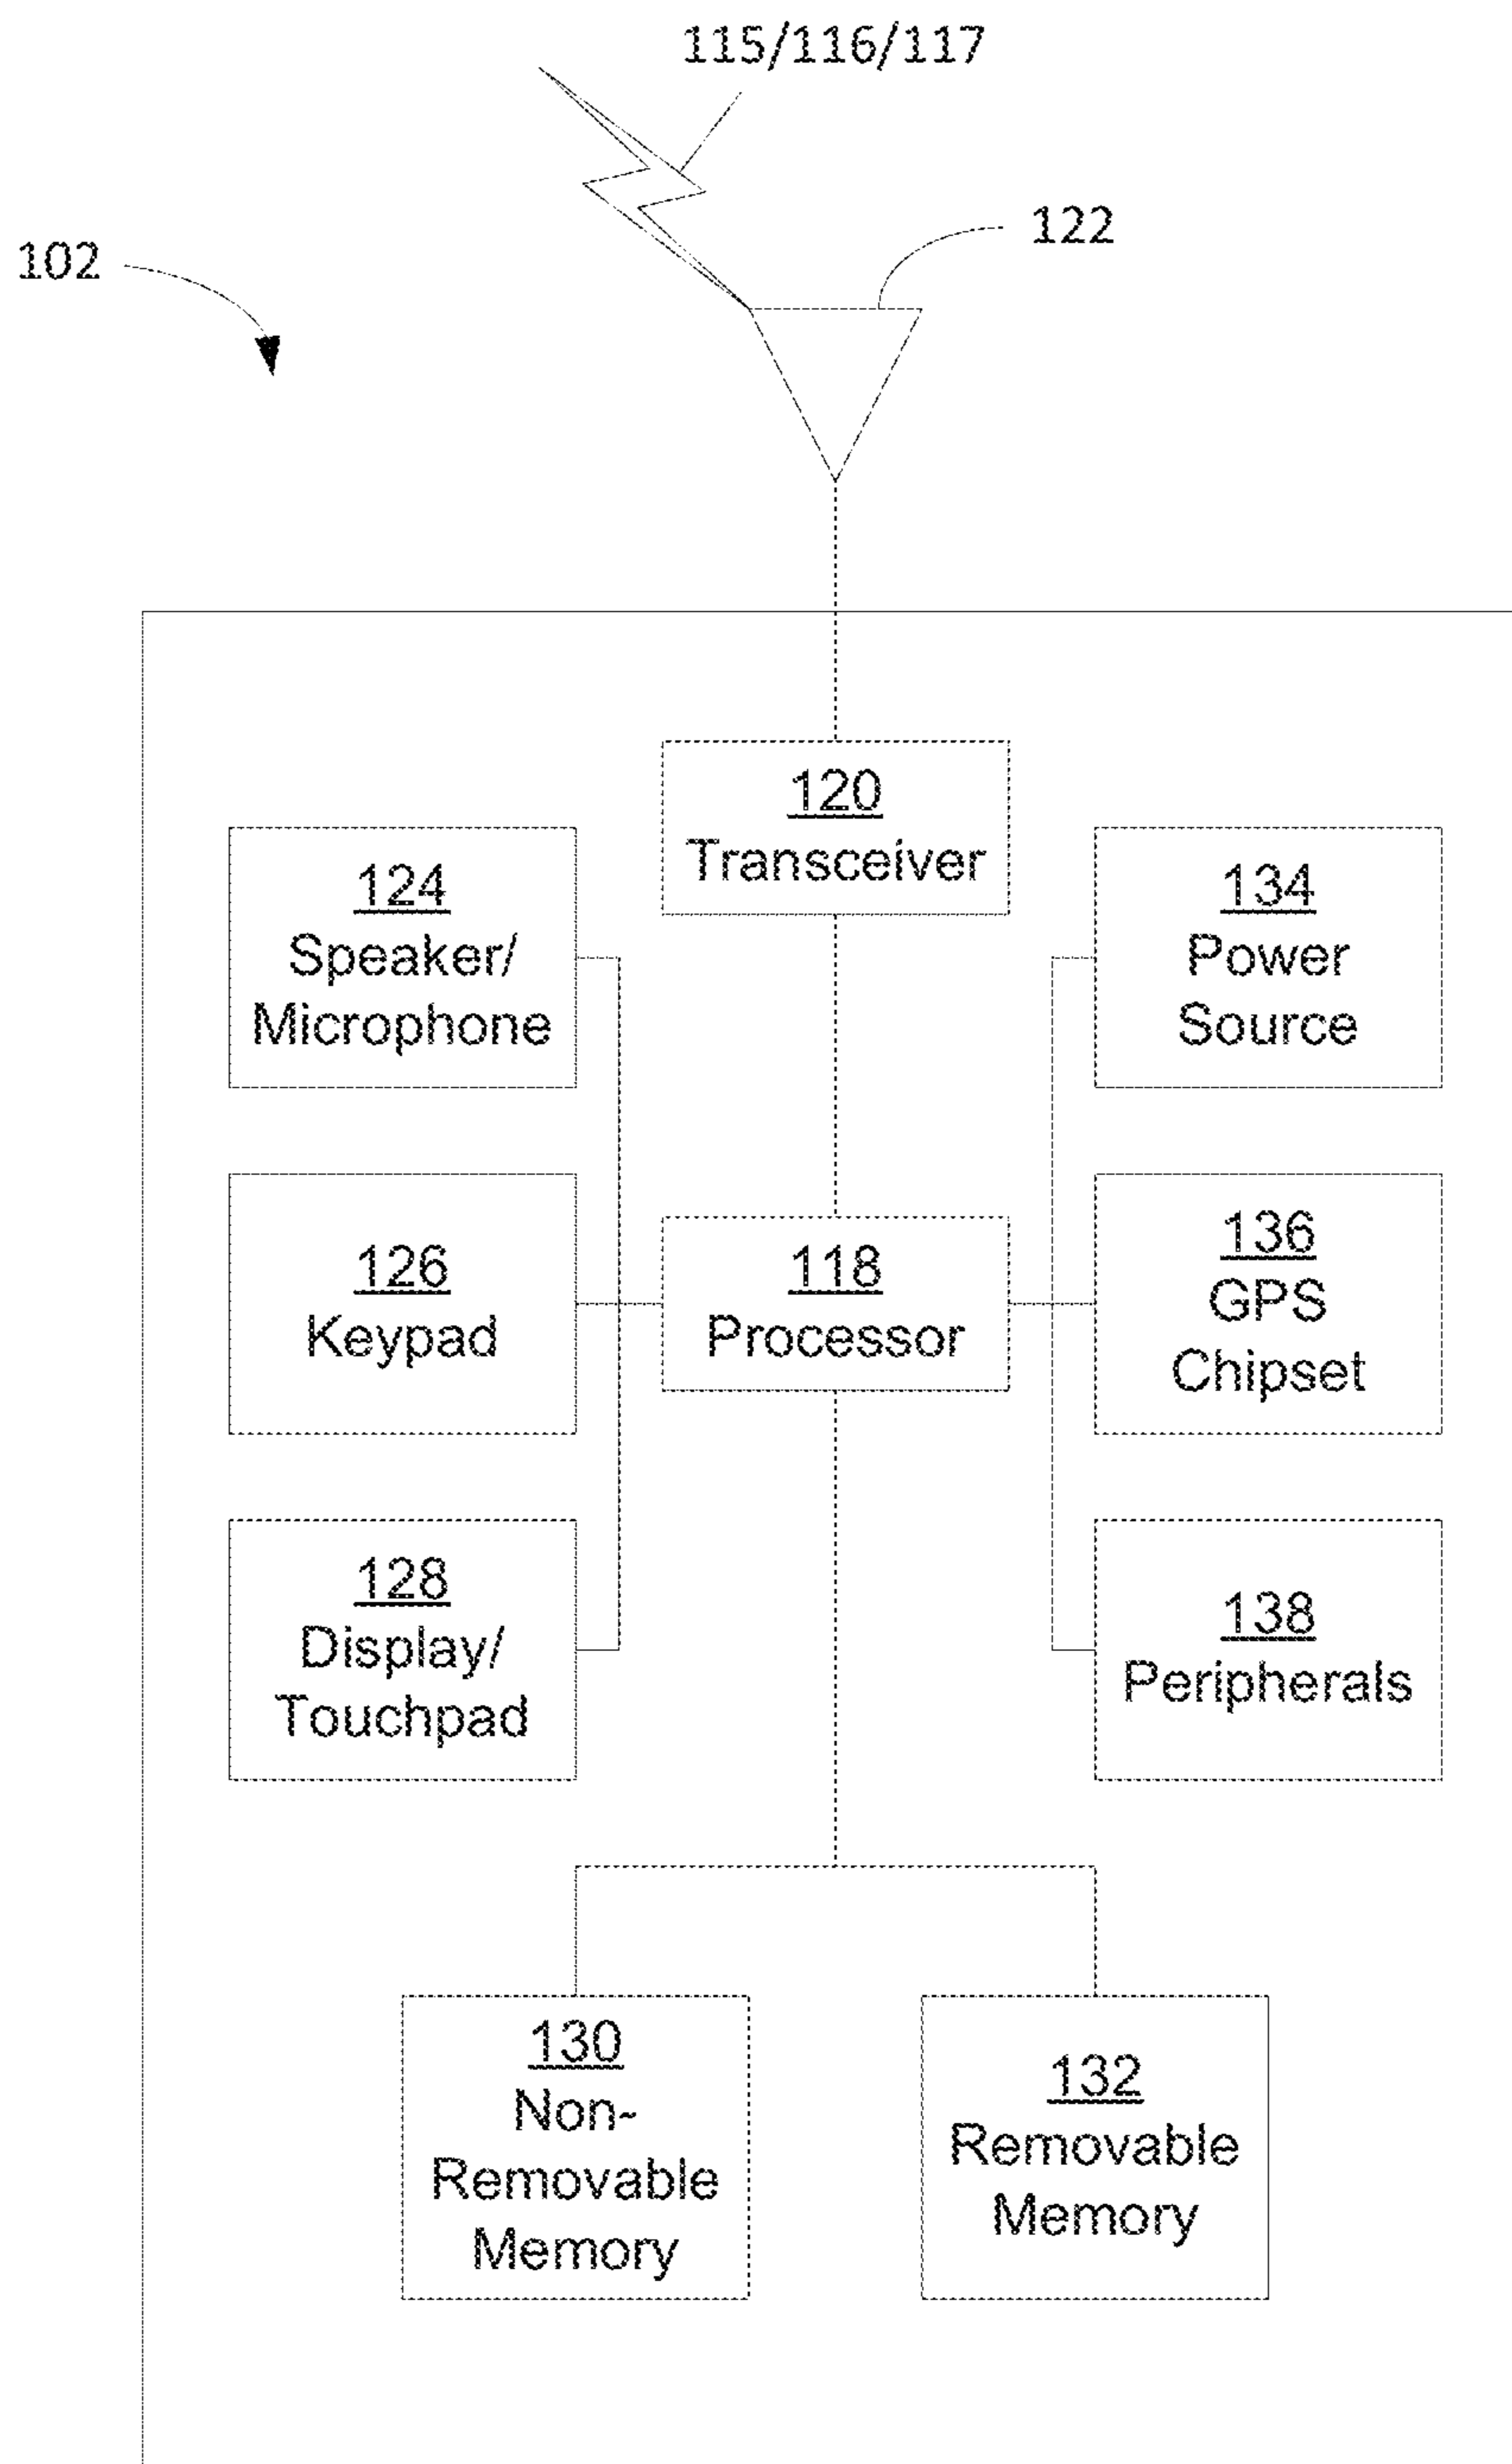 115/116/117
122
102
120
Transceiver
124
Speaker/
Microphone
134
Power
Source
126
Keypad
118
Processor
136
GPS
Chipset
128
Display/
Touchpad
138
Peripherals
130
Non-
Removable
Memory
132
Removable
Memory